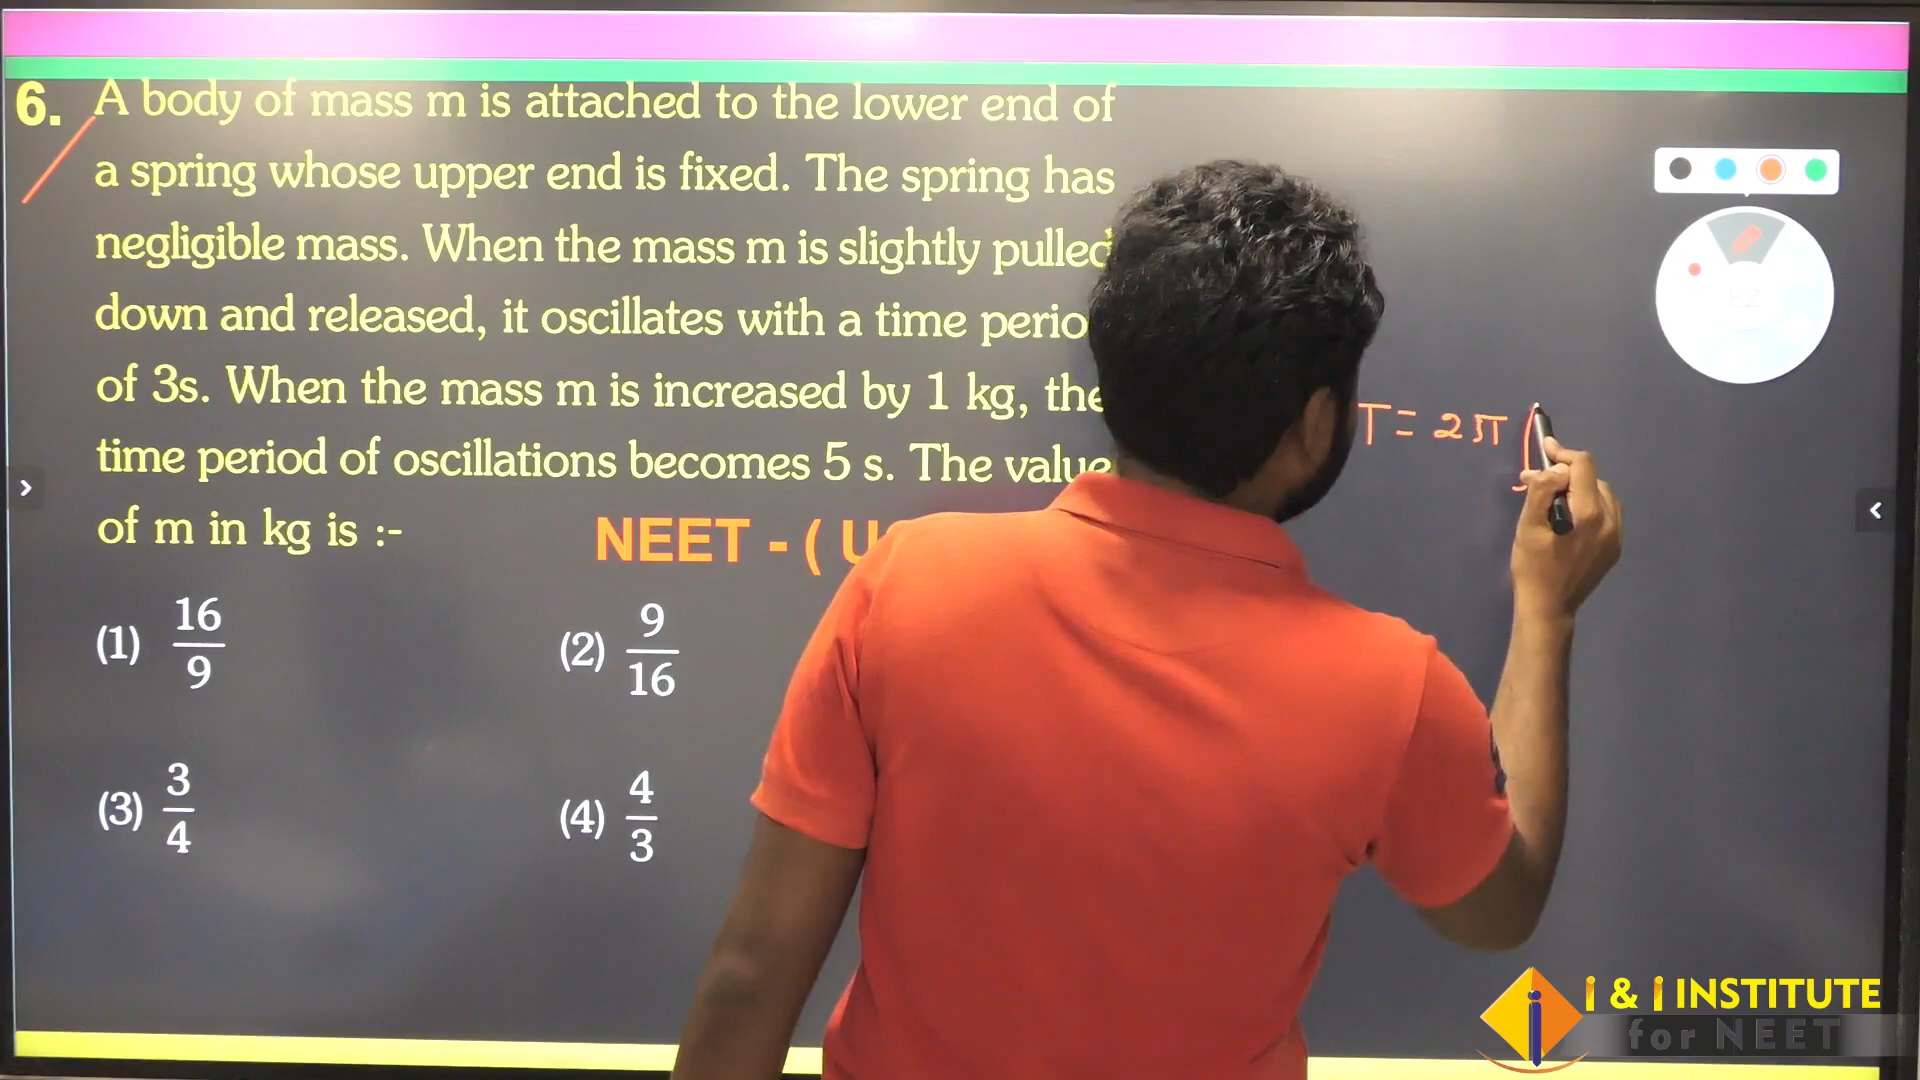 6. A body of mass m is attached to the lower end of
a spring whose upper end is fixed. The spring has
negligible mass. When the mass m is slightly pulled
down and released, it oscillates with a time perio
of 3s. When the mass m is increased by 1 kg, the
time period of oscillations becomes 5 s. The value
of m in kg is :-
NEET - ( U
(1) 16/9
(2) 9/16
(3) 3/4
(4) 4/3
T = 2π
EZ
i & i INSTITUTE
for NEET